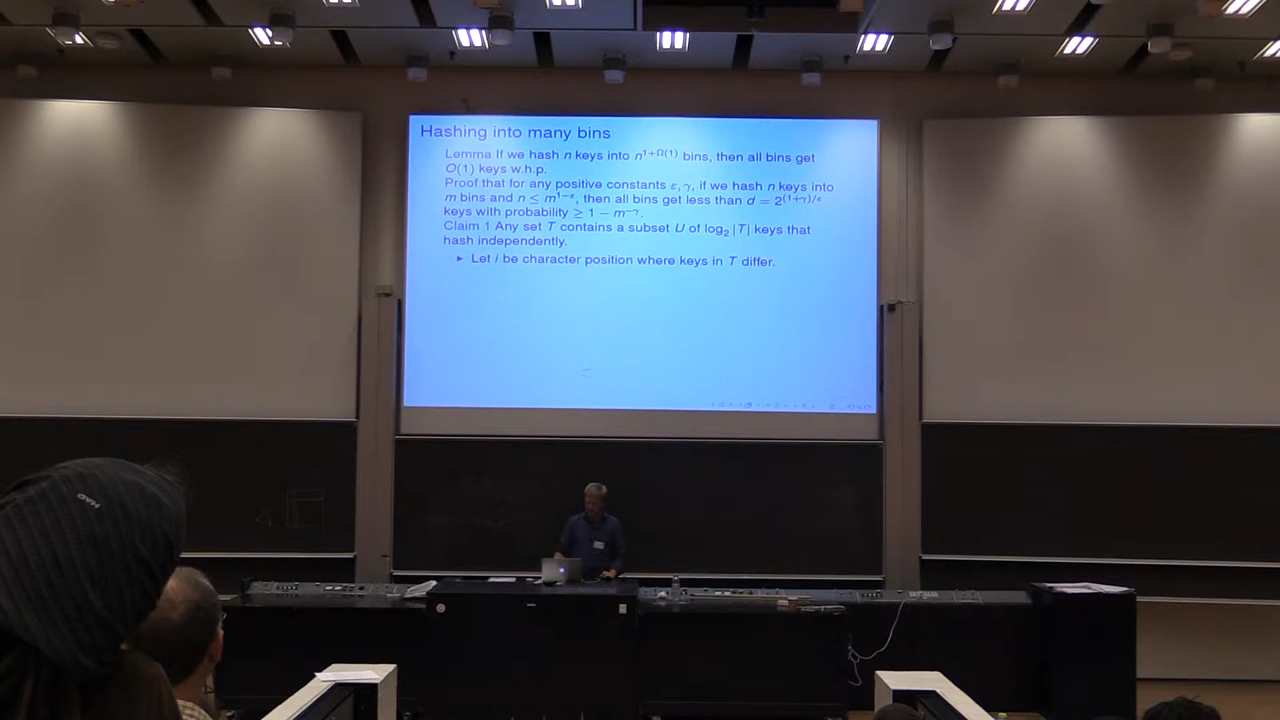 Hashing into many bins
Lemma If we hash n keys into n^{1+Ω(1)} bins, then all bins get
O(1) keys w.h.p.
Proof that for any positive constants ε, γ, if we hash n keys into
m bins and n ≤ m^{1−ε}, then all bins get less than d = 2^{(1+γ)/ε}
keys with probability ≥ 1 − m^{−γ}.
Claim 1 Any set T contains a subset U of log₂ |T| keys that
hash independently.
▸ Let i be character position where keys in T differ.
HAD